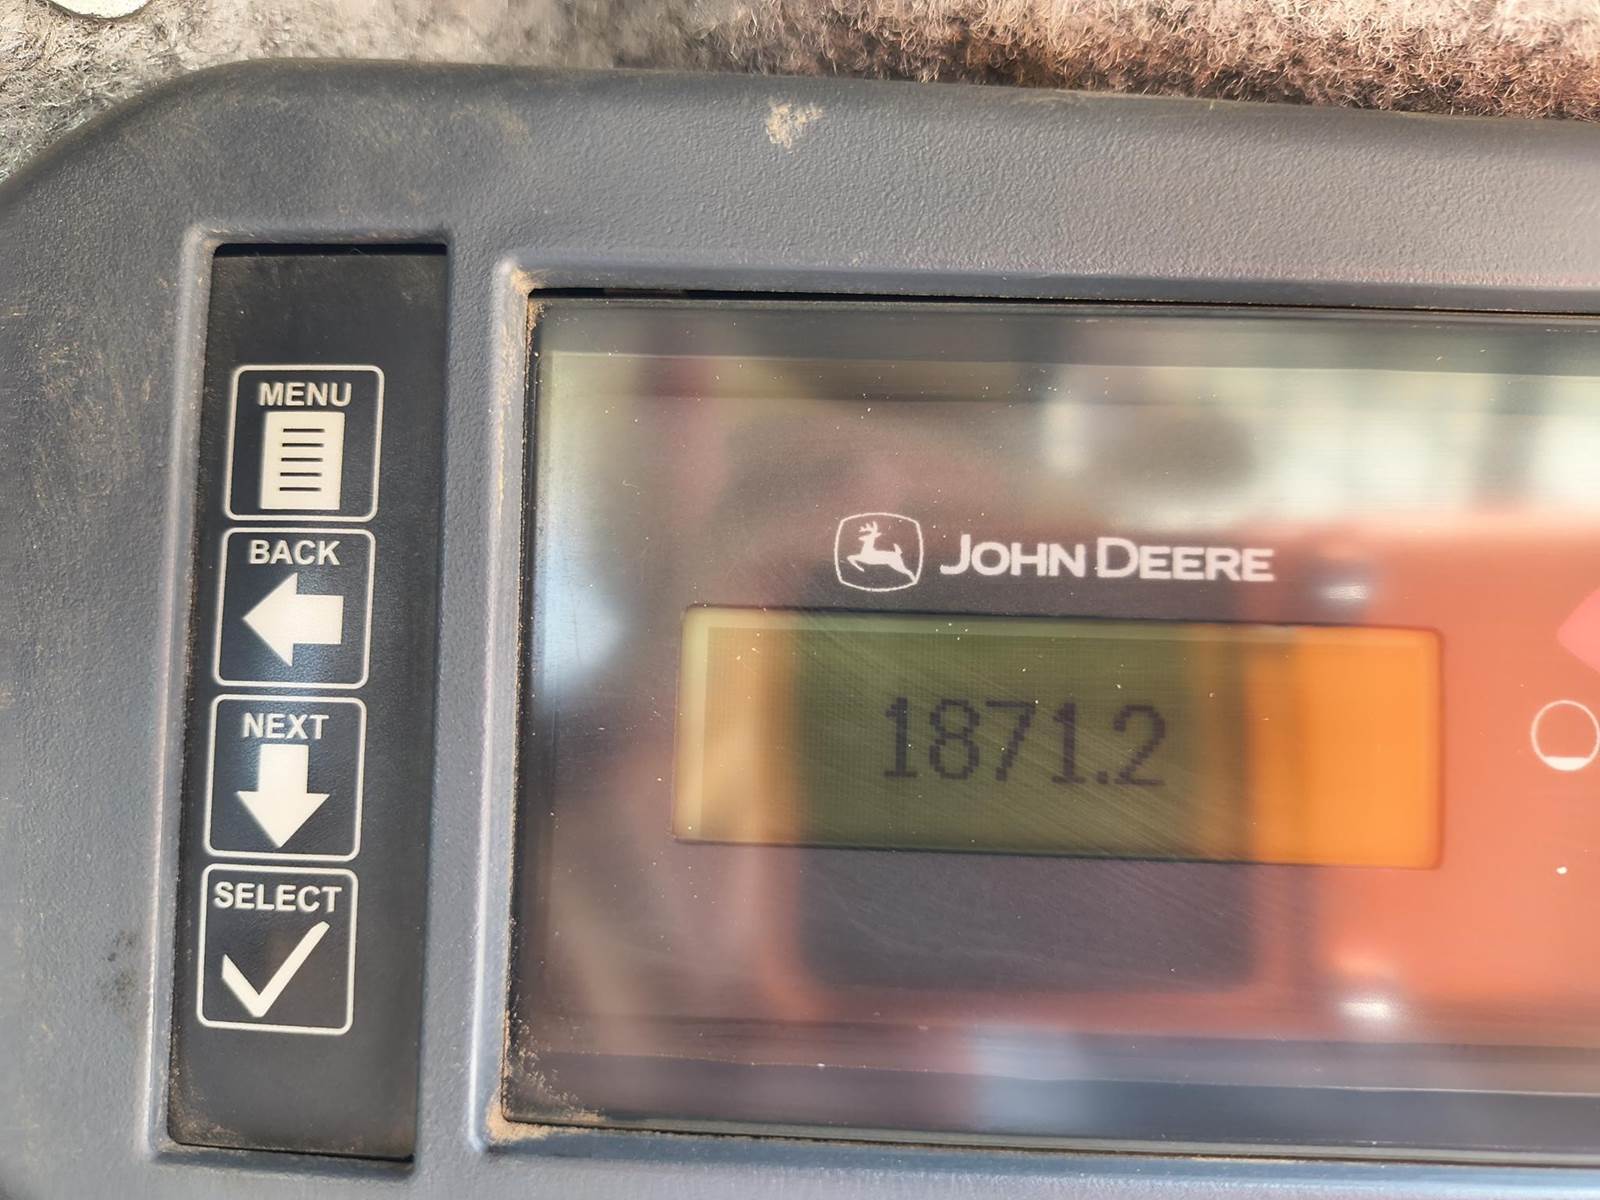 MENU
BACK
NEXT
SELECT
JOHN DEERE
1871.2